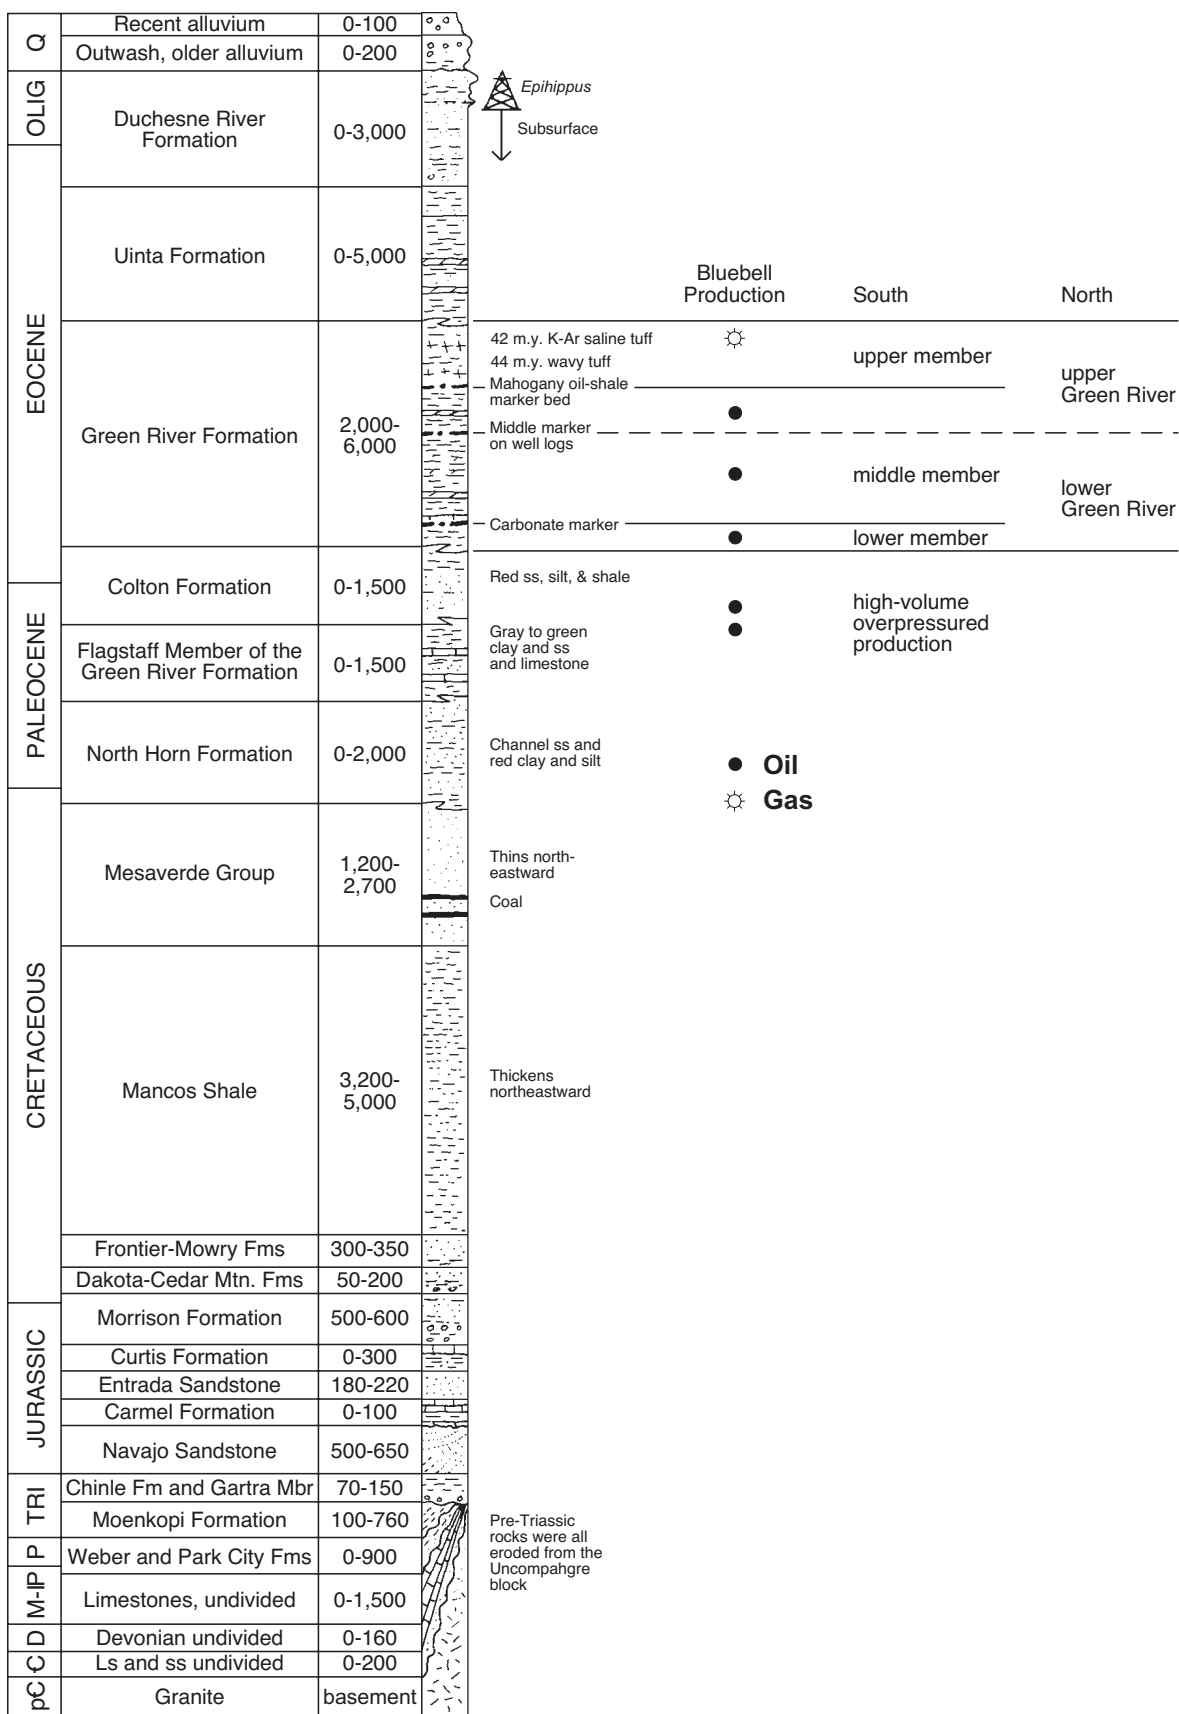 Q
Recent alluvium 0-100
Outwash, older alluvium 0-200
OLIG
Duchesne River
Formation
0-3,000
Epihippus
Subsurface
EOCENE
Uinta Formation 0-5,000
Bluebell
Production
South
North
Green River Formation
2,000-
6,000
42 m.y. K-Ar saline tuff
44 m.y. wavy tuff
Mahogany oil-shale
marker bed
Middle marker
on well logs
Carbonate marker
upper member
middle member
lower member
upper
Green River
lower
Green River
Colton Formation 0-1,500
Red ss, silt, & shale
high-volume
overpressured
production
PALEOCENE
Flagstaff Member of the
Green River Formation
0-1,500
Gray to green
clay and ss
and limestone
North Horn Formation 0-2,000
Channel ss and
red clay and silt
Oil
Gas
CRETACEOUS
Mesaverde Group
1,200-
2,700
Thins north-
eastward
Coal
Mancos Shale
3,200-
5,000
Thickens
northeastward
Frontier-Mowry Fms 300-350
Dakota-Cedar Mtn. Fms 50-200
JURASSIC
Morrison Formation 500-600
Curtis Formation 0-300
Entrada Sandstone 180-220
Carmel Formation 0-100
Navajo Sandstone 500-650
TRI
Chinle Fm and Gartra Mbr 70-150
Moenkopi Formation 100-760
Pre-Triassic
rocks were all
eroded from the
Uncompahgre
block
P
Weber and Park City Fms 0-900
M-IP
Limestones, undivided 0-1,500
D
Devonian undivided 0-160
Є
Ls and ss undivided 0-200
pЄ
Granite basement